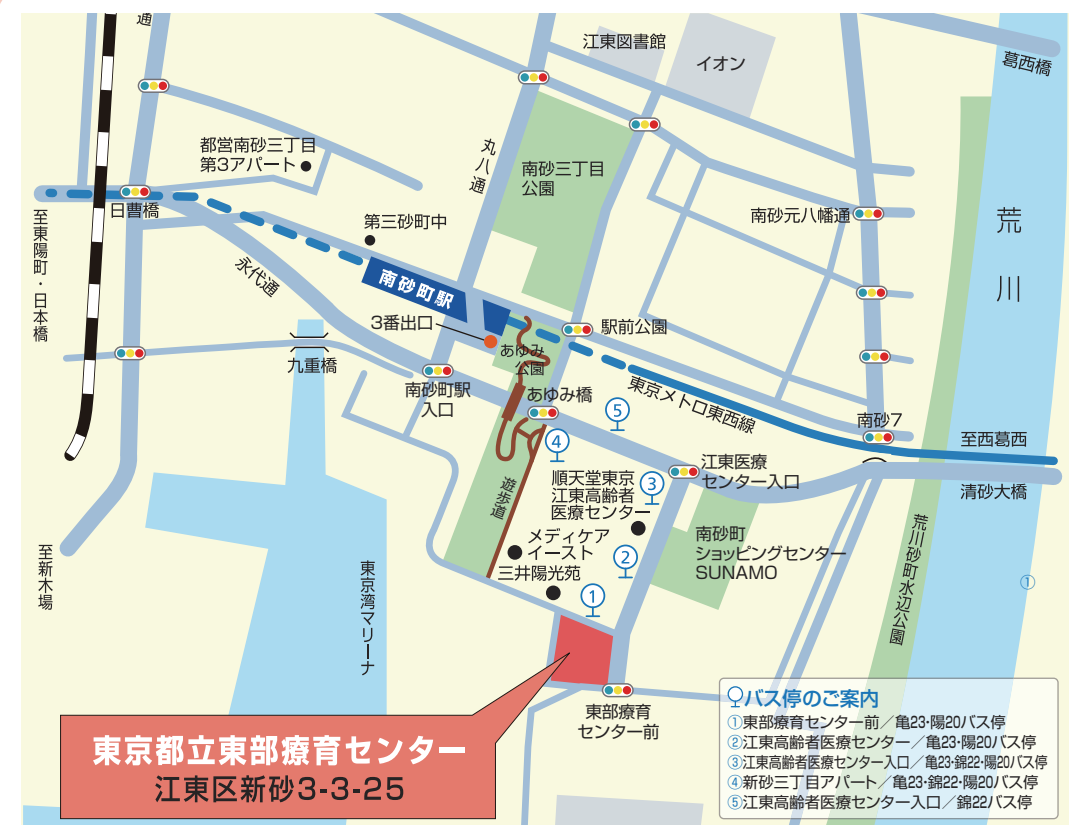 通
江東図書館
イオン
葛西橋
都営南砂三丁目
第3アパート
丸八通
南砂三丁目
公園
日曹橋
至東陽町・日本橋
第三砂町中
南砂元八幡通
荒川
永代通
南砂町駅
3番出口
駅前公園
あゆみ
公園
九重橋
南砂町駅
入口
あゆみ橋
東京メトロ東西線
⑤
南砂7
至西葛西
④
江東医療
センター入口
清砂大橋
順天堂東京
江東高齢者
医療センター
③
遊歩道
メディケア
イースト
②
南砂町
ショッピングセンター
SUNAMO
荒川砂町水辺公園
三井陽光苑
①
①
至新木場
東京湾マリーナ
東部療育
センター前
東京都立東部療育センター
江東区新砂3-3-25
バス停のご案内
①東部療育センター前／亀23・陽20バス停
②江東高齢者医療センター／亀23・陽20バス停
③江東高齢者医療センター入口／亀23・錦22・陽20バス停
④新砂三丁目アパート／亀23・錦22・陽20バス停
⑤江東高齢者医療センター入口／錦22バス停